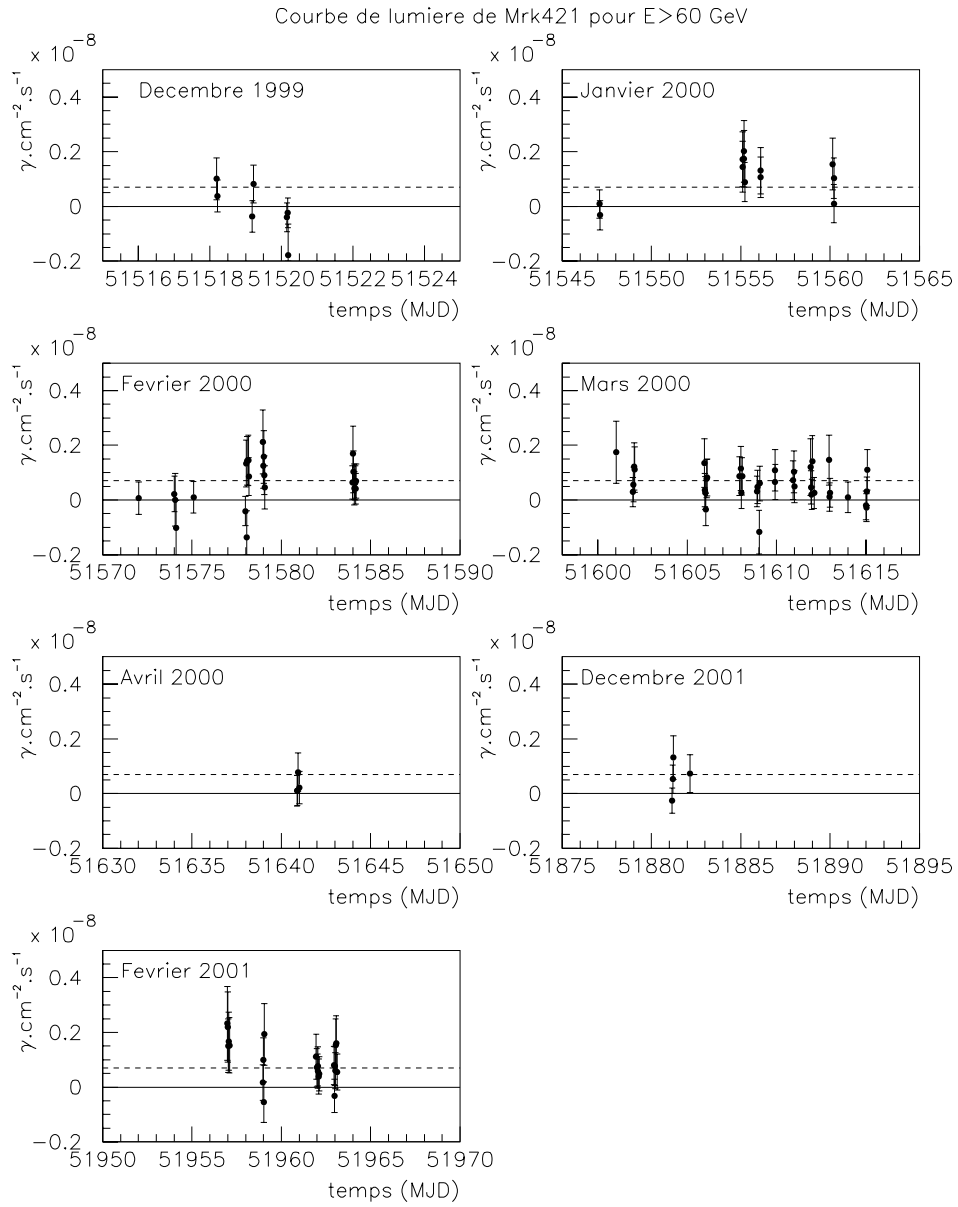 Courbe de lumiere de Mrk421 pour E>60 GeV
x 10⁻⁸
γ.cm⁻².s⁻¹
Decembre 1999
0.4
0.2
0
−0.2
51516 51518 51520 51522 51524
temps (MJD)
x 10⁻⁸
γ.cm⁻².s⁻¹
Janvier 2000
0.4
0.2
0
−0.2
51545 51550 51555 51560 51565
temps (MJD)
x 10⁻⁸
γ.cm⁻².s⁻¹
Fevrier 2000
0.4
0.2
0
−0.2
51570 51575 51580 51585 51590
temps (MJD)
x 10⁻⁸
γ.cm⁻².s⁻¹
Mars 2000
0.4
0.2
0
−0.2
51600 51605 51610 51615
temps (MJD)
x 10⁻⁸
γ.cm⁻².s⁻¹
Avril 2000
0.4
0.2
0
−0.2
51630 51635 51640 51645 51650
temps (MJD)
x 10⁻⁸
γ.cm⁻².s⁻¹
Decembre 2001
0.4
0.2
0
−0.2
51875 51880 51885 51890 51895
temps (MJD)
x 10⁻⁸
γ.cm⁻².s⁻¹
Fevrier 2001
0.4
0.2
0
−0.2
51950 51955 51960 51965 51970
temps (MJD)